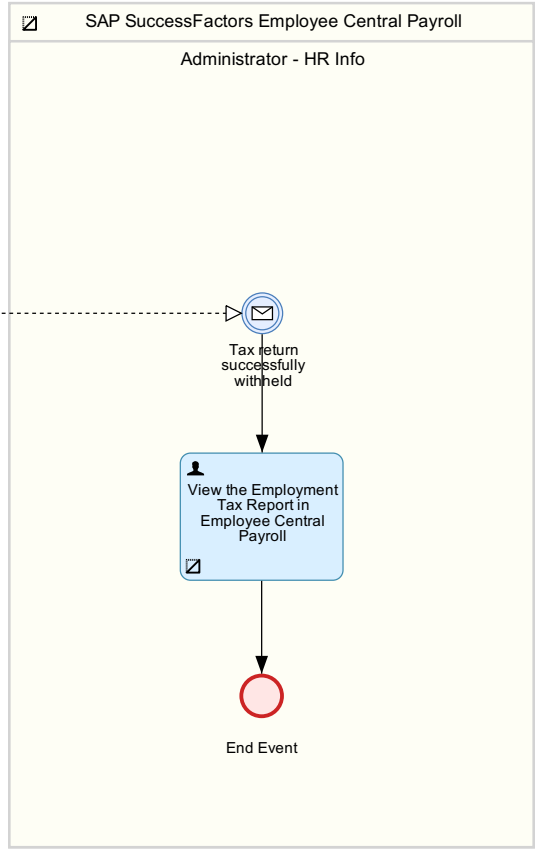 SAP SuccessFactors Employee Central Payroll
Administrator - HR Info
Tax return
successfully
withheld
View the Employment
Tax Report in
Employee Central
Payroll
End Event